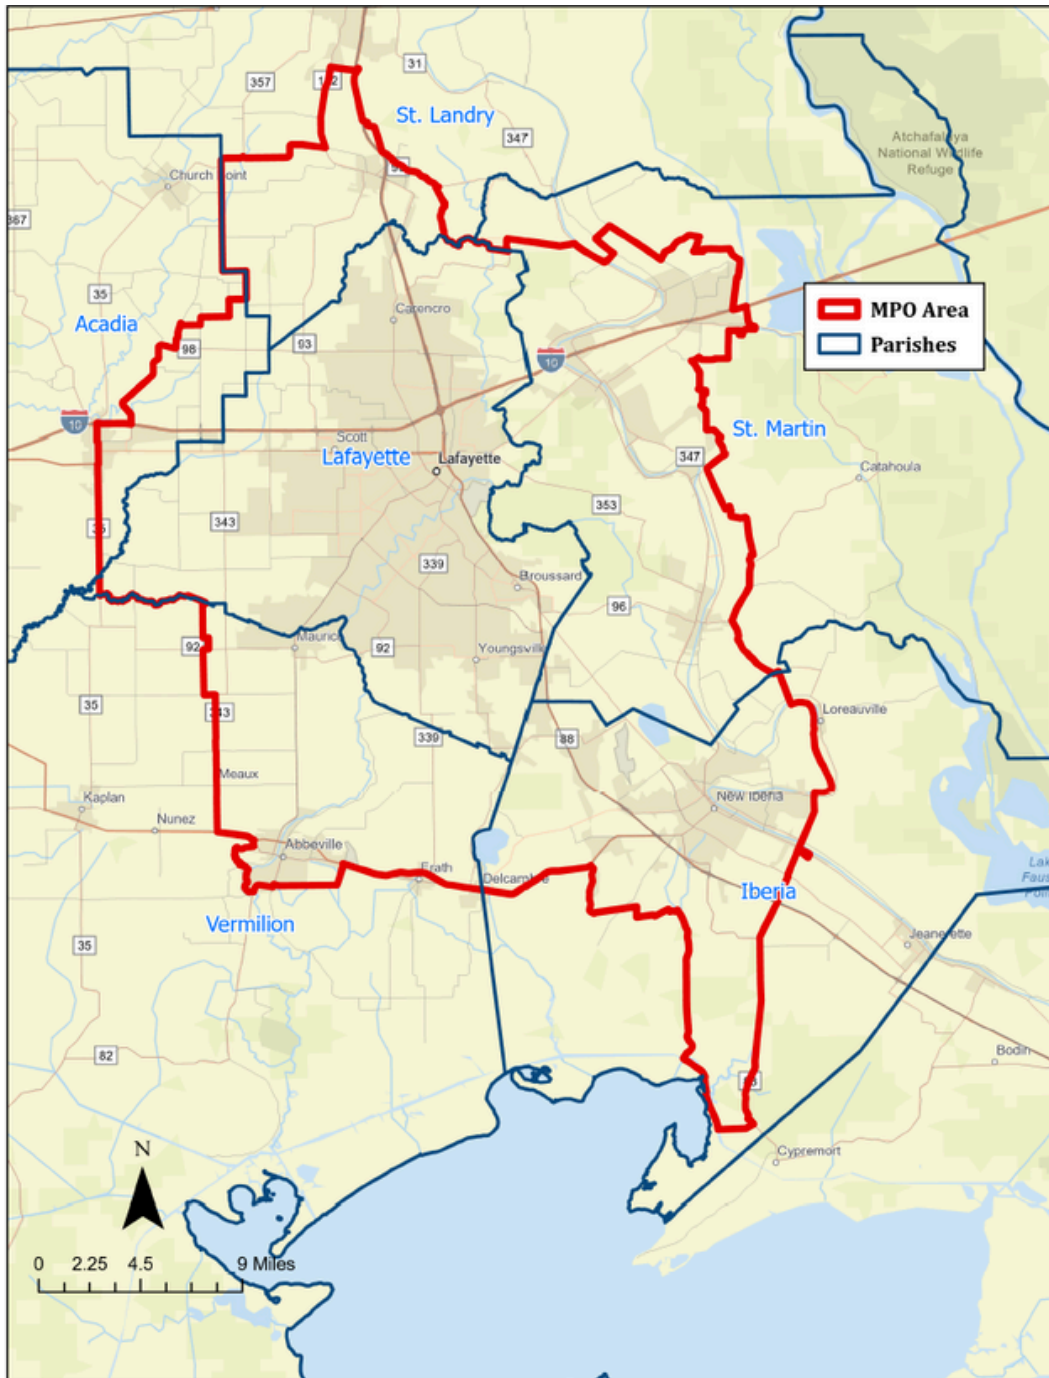 31
357
St. Landry
347
Atchafalaya
National Wildlife
Refuge
Church Point
367
35
Carencro
MPO Area
Parishes
Acadia
93
98
10
10
St. Martin
Scott
Lafayette
Lafayette
347
Catahoula
353
343
35
339
Broussard
96
92
Maurice
92
Youngsville
35
343
339
88
Loreauville
Meaux
Kaplan
Nunez
New Iberia
Abbeville
Erath
Delcambre
Iberia
Vermilion
35
Jeanerette
82
Bodin
N
Cypremort
0 2.25 4.5 9 Miles